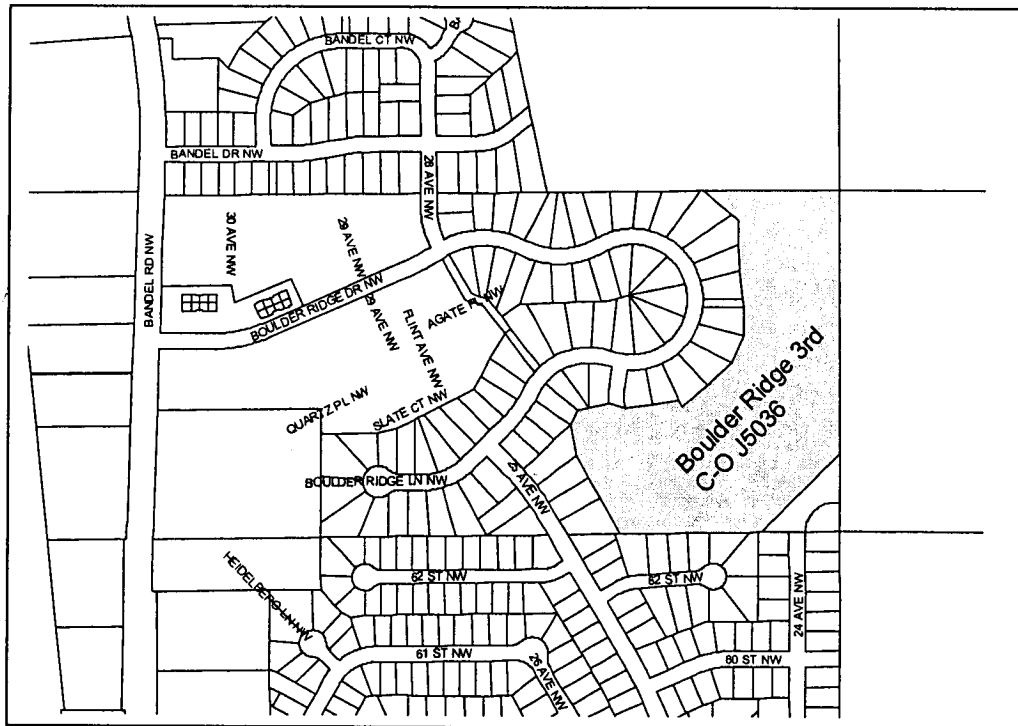 BANDEL CT NW
BANDEL DR NW
28 AVE NW
30 AVE NW
29 AVE NW
BANDEL RD NW
BOULDER RIDGE DR NW
29 AVE NW
FLINT AVE NW
AGATE PL NW
QUARTZ PL NW
SLATE CT NW
Boulder Ridge 3rd
C-O J5036
BOULDER RIDGE LN NW
25 AVE NW
HEIDELBERG LN NW
62 ST NW
62 ST NW
24 AVE NW
61 ST NW
26 AVE NW
60 ST NW